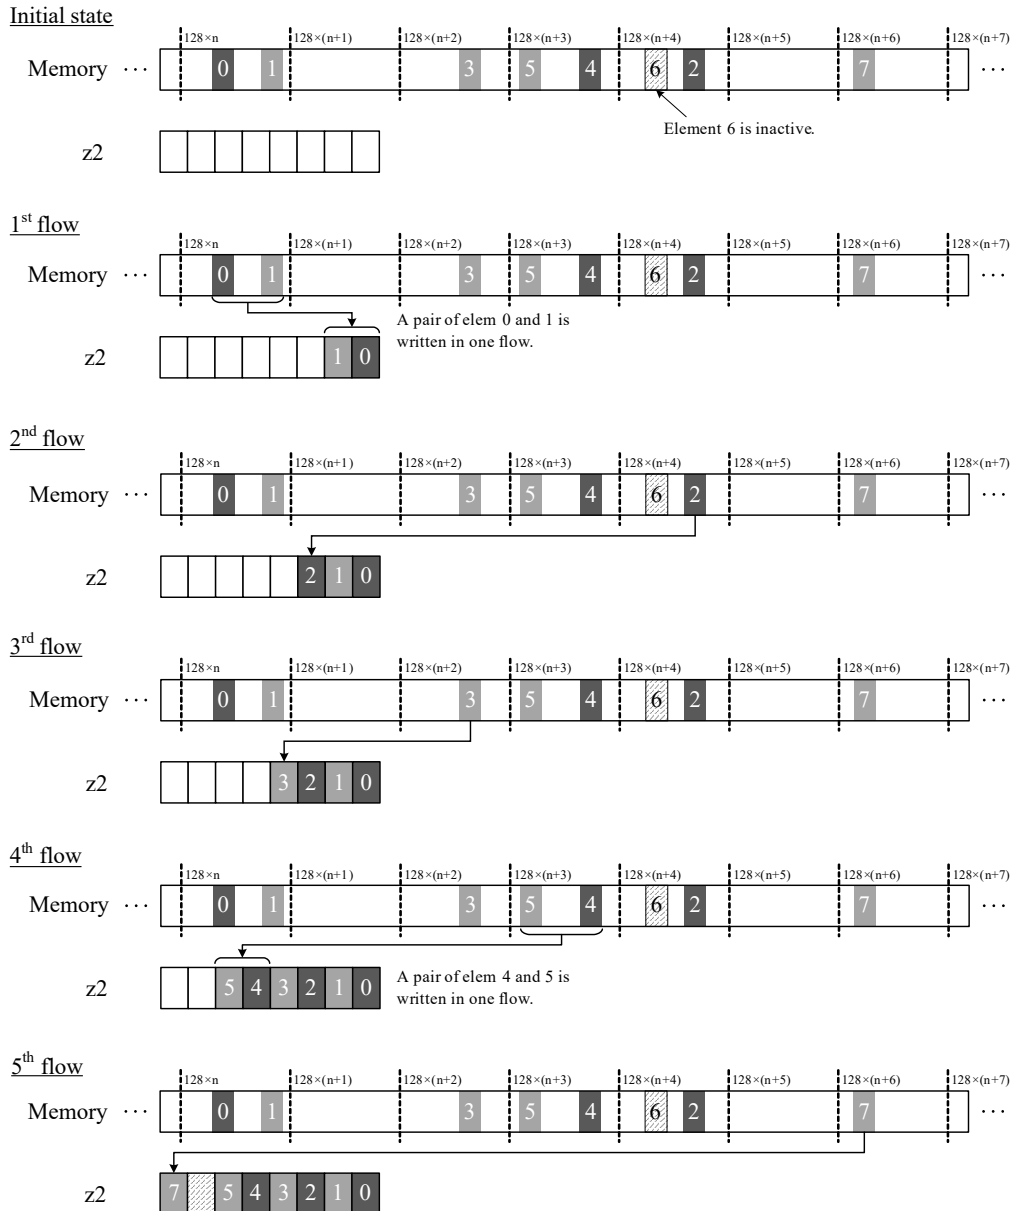 Initial state
128×n 128×(n+1) 128×(n+2) 128×(n+3) 128×(n+4) 128×(n+5) 128×(n+6) 128×(n+7)
Memory ··· 0 1 3 5 4 6 2 7 ···
Element 6 is inactive.
z2
1st flow
128×n 128×(n+1) 128×(n+2) 128×(n+3) 128×(n+4) 128×(n+5) 128×(n+6) 128×(n+7)
Memory ··· 0 1 3 5 4 6 2 7 ···
A pair of elem 0 and 1 is
written in one flow.
z2 1 0
2nd flow
128×n 128×(n+1) 128×(n+2) 128×(n+3) 128×(n+4) 128×(n+5) 128×(n+6) 128×(n+7)
Memory ··· 0 1 3 5 4 6 2 7 ···
z2 2 1 0
3rd flow
128×n 128×(n+1) 128×(n+2) 128×(n+3) 128×(n+4) 128×(n+5) 128×(n+6) 128×(n+7)
Memory ··· 0 1 3 5 4 6 2 7 ···
z2 3 2 1 0
4th flow
128×n 128×(n+1) 128×(n+2) 128×(n+3) 128×(n+4) 128×(n+5) 128×(n+6) 128×(n+7)
Memory ··· 0 1 3 5 4 6 2 7 ···
z2 5 4 3 2 1 0
A pair of elem 4 and 5 is
written in one flow.
5th flow
128×n 128×(n+1) 128×(n+2) 128×(n+3) 128×(n+4) 128×(n+5) 128×(n+6) 128×(n+7)
Memory ··· 0 1 3 5 4 6 2 7 ···
z2 7 5 4 3 2 1 0